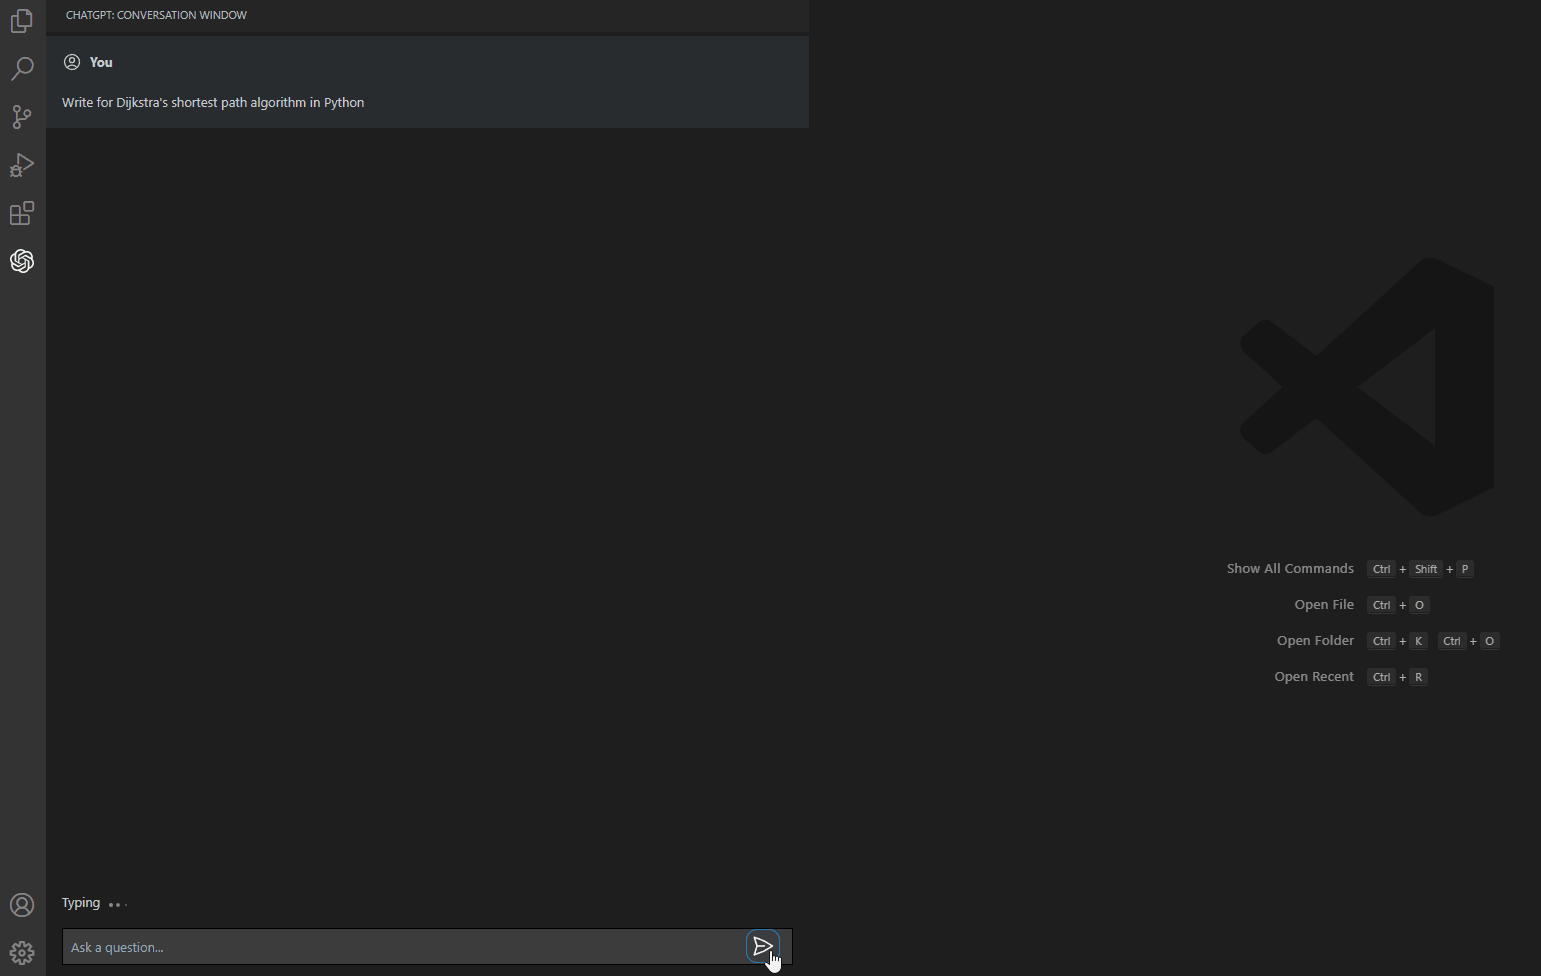 CHATGPT: CONVERSATION WINDOW
You
Write for Dijkstra's shortest path algorithm in Python
Show All Commands Ctrl + Shift + P
Open File Ctrl + O
Open Folder Ctrl + K Ctrl + O
Open Recent Ctrl + R
Typing
Ask a question...